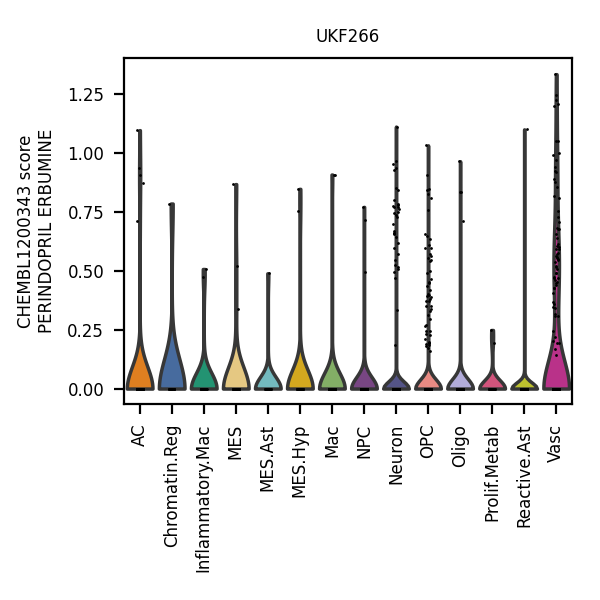 UKF266
CHEMBL1200343 score
PERINDOPRIL ERBUMINE
1.25
1.00
0.75
0.50
0.25
0.00
AC
Chromatin.Reg
Inflammatory.Mac
MES
MES.Ast
MES.Hyp
Mac
NPC
Neuron
OPC
Oligo
Prolif.Metab
Reactive.Ast
Vasc